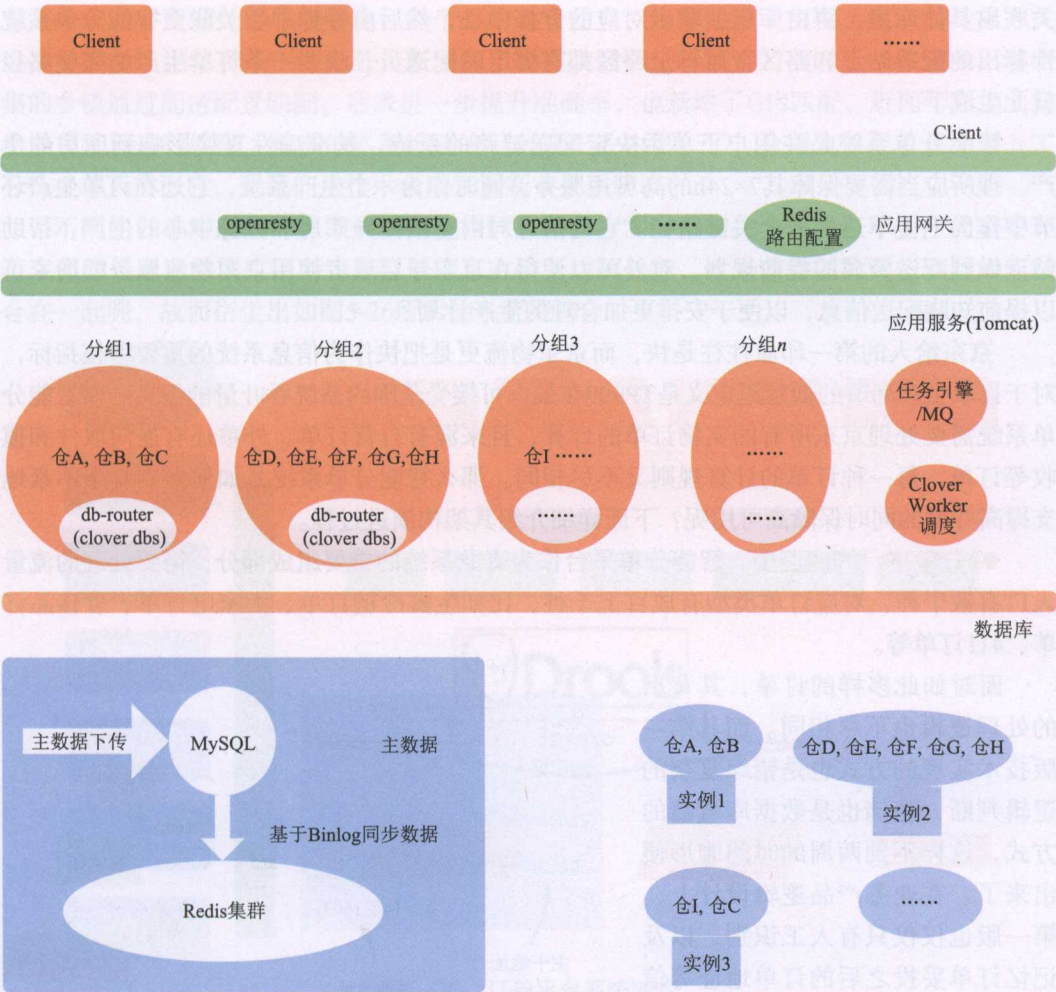 Client
Client
Client
Client
……
Client
openresty
openresty
openresty
……
Redis
路由配置
应用网关
应用服务(Tomcat)
分组1
分组2
分组3
分组n
仓A, 仓B, 仓C
仓D, 仓E, 仓F, 仓G,仓H
仓I ……
……
db-router
(clover dbs)
db-router
(clover dbs)
任务引擎
/MQ
Clover
Worker
调度
数据库
主数据下传
MySQL
主数据
基于Binlog同步数据
Redis集群
仓A, 仓B
实例1
仓D, 仓E, 仓F, 仓G, 仓H
实例2
仓I, 仓C
实例3
……